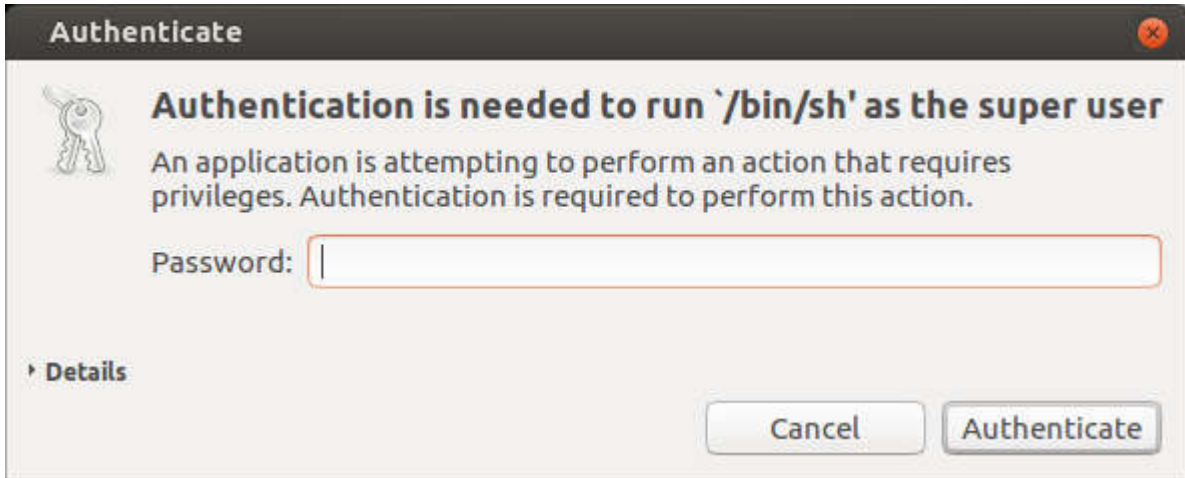 Authenticate
Authentication is needed to run `/bin/sh' as the super user
An application is attempting to perform an action that requires
privileges. Authentication is required to perform this action.
Password:
Details
Cancel
Authenticate